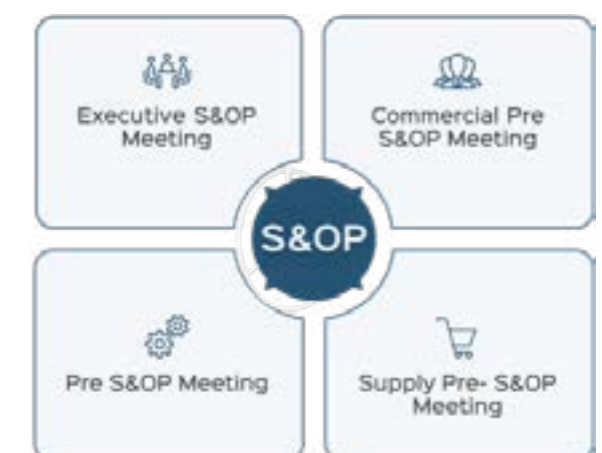 Executive S&OP
Meeting
Commercial Pre
S&OP Meeting
S&OP
Pre S&OP Meeting
Supply Pre- S&OP
Meeting